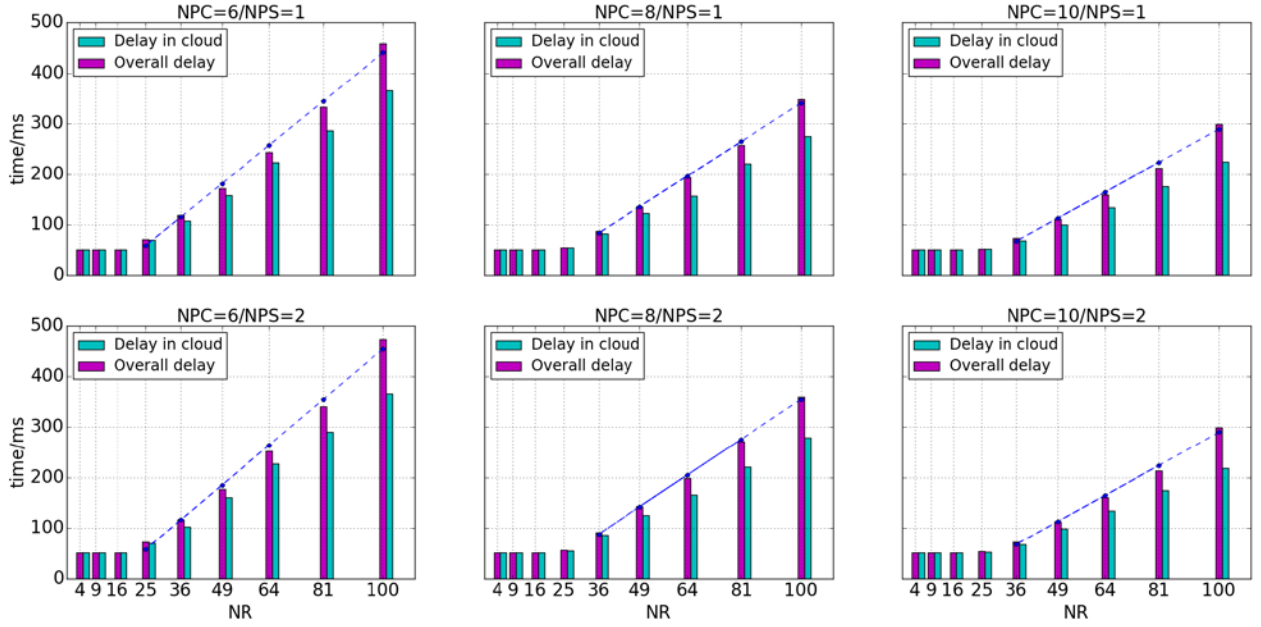 NPC=6/NPS=1
500
400
300
200
100
0
time/ms
Delay in cloud
Overall delay
NPC=8/NPS=1
Delay in cloud
Overall delay
NPC=10/NPS=1
Delay in cloud
Overall delay
NPC=6/NPS=2
500
400
300
200
100
0
time/ms
Delay in cloud
Overall delay
4 9 16 25 36 49 64 81 100
NR
NPC=8/NPS=2
Delay in cloud
Overall delay
4 9 16 25 36 49 64 81 100
NR
NPC=10/NPS=2
Delay in cloud
Overall delay
4 9 16 25 36 49 64 81 100
NR